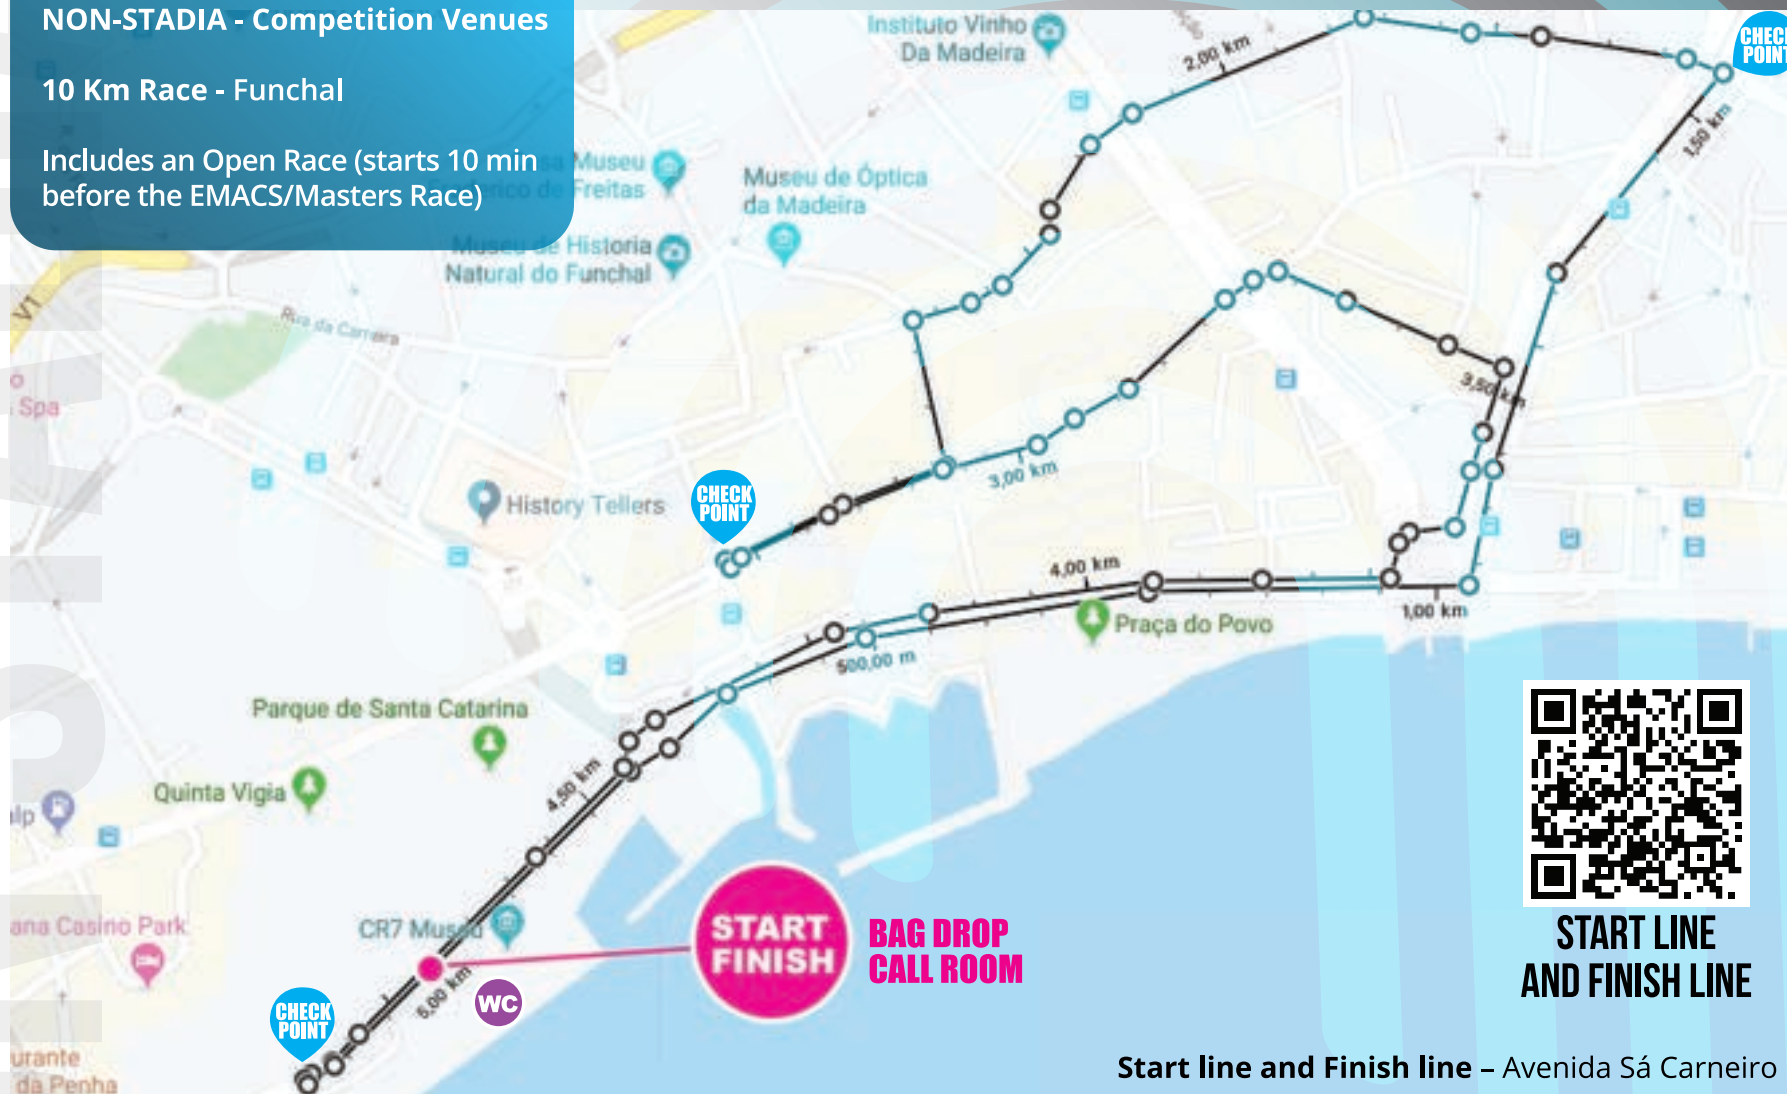 NON-STADIA - Competition Venues
10 Km Race - Funchal
Includes an Open Race (starts 10 min
before the EMACS/Masters Race)
Instituto Vinho
Da Madeira
2,00 km
CHECK
POINT
1,50 km
Museu
de Freitas
Museu de Óptica
da Madeira
Museu de Historia
Natural do Funchal
V1
Rua da Carreira
Spa
3,50 km
3,00 km
CHECK
POINT
History Tellers
4,00 km
1,00 km
Praça do Povo
500,00 m
Parque de Santa Catarina
Quinta Vigia
4,50 km
CR7 Museu
START
FINISH
BAG DROP
CALL ROOM
START LINE
AND FINISH LINE
Casino Park
5,00 km
WC
CHECK
POINT
da Penha
Start line and Finish line – Avenida Sá Carneiro